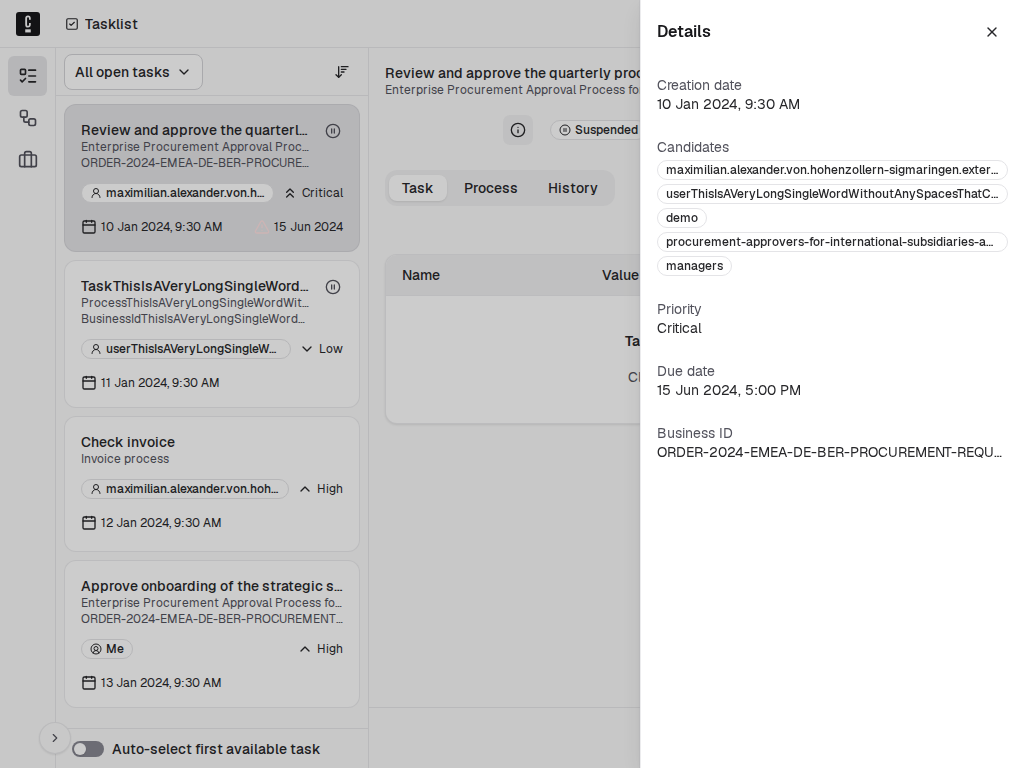 Tasklist
All open tasks
Review and approve the quarterl...
Enterprise Procurement Approval Proc...
ORDER-2024-EMEA-DE-BER-PROCURE...
maximilian.alexander.von.h...
Critical
10 Jan 2024, 9:30 AM
15 Jun 2024
TaskThisIsAVeryLongSingleWord...
ProcessThisIsAVeryLongSingleWordWit...
BusinessIdThisIsAVeryLongSingleWord...
userThisIsAVeryLongSingleW...
Low
11 Jan 2024, 9:30 AM
Check invoice
Invoice process
maximilian.alexander.von.hoh...
High
12 Jan 2024, 9:30 AM
Approve onboarding of the strategic s...
Enterprise Procurement Approval Process fo...
ORDER-2024-EMEA-DE-BER-PROCUREMENT...
Me
High
13 Jan 2024, 9:30 AM
Auto-select first available task
Review and approve the quarterly pro
Enterprise Procurement Approval Process fo
Suspended
Task
Process
History
Name
Value
Ta
Details
Creation date
10 Jan 2024, 9:30 AM
Candidates
maximilian.alexander.von.hohenzollern-sigmaringen.exter...
userThisIsAVeryLongSingleWordWithoutAnySpacesThatC...
demo
procurement-approvers-for-international-subsidiaries-a...
managers
Priority
Critical
Due date
15 Jun 2024, 5:00 PM
Business ID
ORDER-2024-EMEA-DE-BER-PROCUREMENT-REQU...